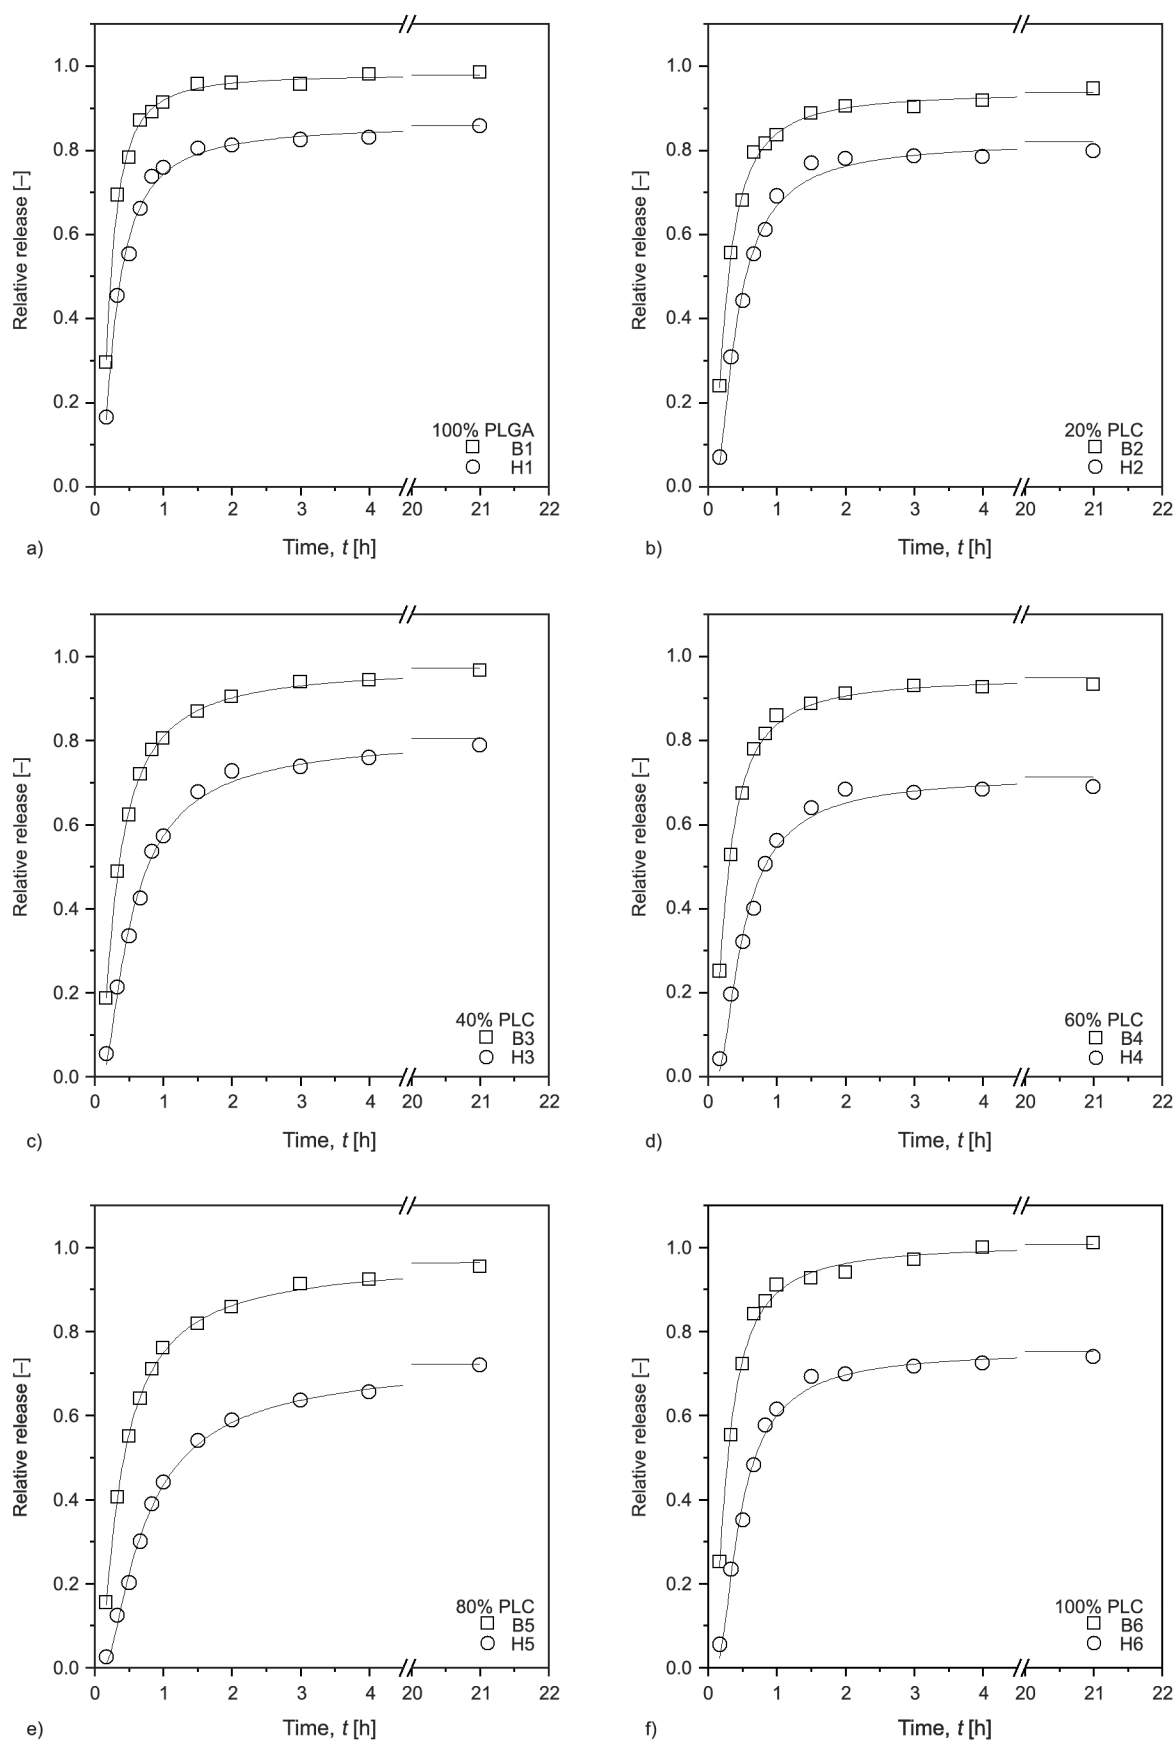 1.0
0.8
0.6
0.4
0.2
0.0
Relative release [–]
100% PLGA
B1
H1
0 1 2 3 4 20 21 22
a) Time, t [h]
1.0
0.8
0.6
0.4
0.2
0.0
Relative release [–]
20% PLC
B2
H2
0 1 2 3 4 20 21 22
b) Time, t [h]
1.0
0.8
0.6
0.4
0.2
0.0
Relative release [–]
40% PLC
B3
H3
0 1 2 3 4 20 21 22
c) Time, t [h]
1.0
0.8
0.6
0.4
0.2
0.0
Relative release [–]
60% PLC
B4
H4
0 1 2 3 4 20 21 22
d) Time, t [h]
1.0
0.8
0.6
0.4
0.2
0.0
Relative release [–]
80% PLC
B5
H5
0 1 2 3 4 20 21 22
e) Time, t [h]
1.0
0.8
0.6
0.4
0.2
0.0
Relative release [–]
100% PLC
B6
H6
0 1 2 3 4 20 21 22
f) Time, t [h]